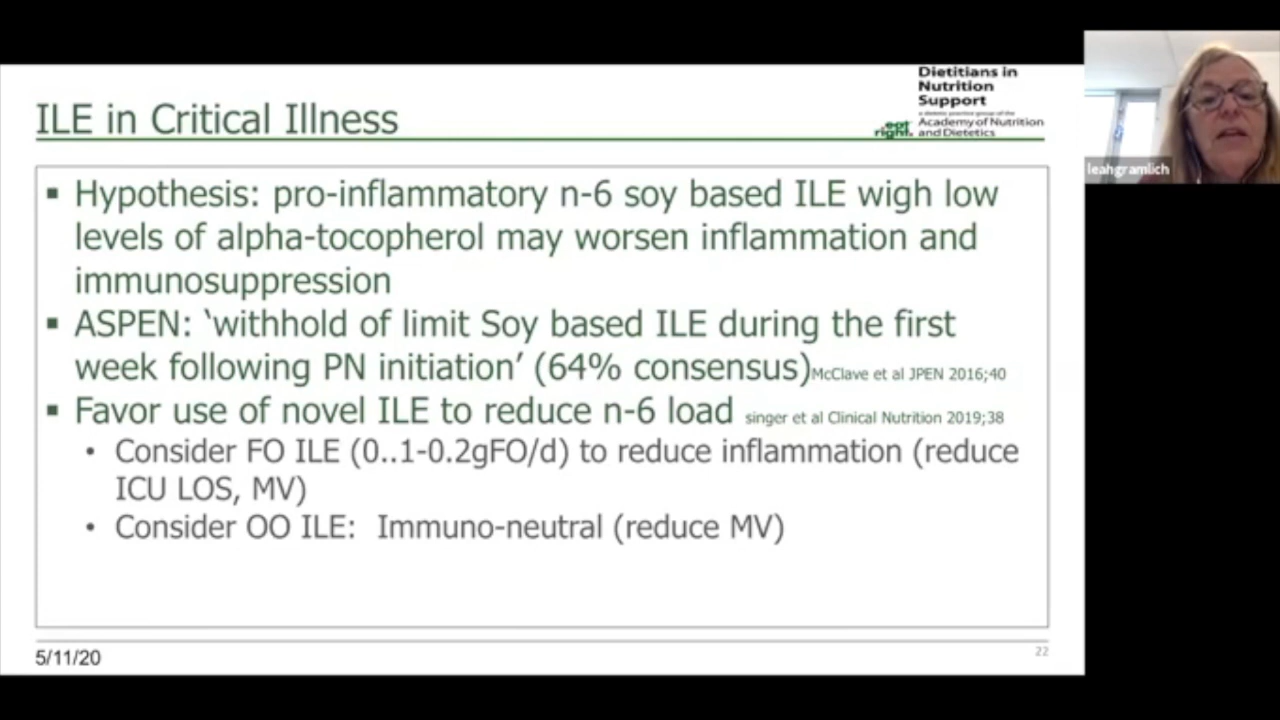 Dietitians in
Nutrition
Support
a dietetic practice group of the
eat right. Academy of Nutrition
and Dietetics
ILE in Critical Illness
leahgramlich
▪ Hypothesis: pro-inflammatory n-6 soy based ILE wigh low
levels of alpha-tocopherol may worsen inflammation and
immunosuppression
▪ ASPEN: ‘withhold of limit Soy based ILE during the first
week following PN initiation’ (64% consensus)McClave et al JPEN 2016;40
▪ Favor use of novel ILE to reduce n-6 load singer et al Clinical Nutrition 2019;38
• Consider FO ILE (0..1-0.2gFO/d) to reduce inflammation (reduce
ICU LOS, MV)
• Consider OO ILE: Immuno-neutral (reduce MV)
5/11/20
22